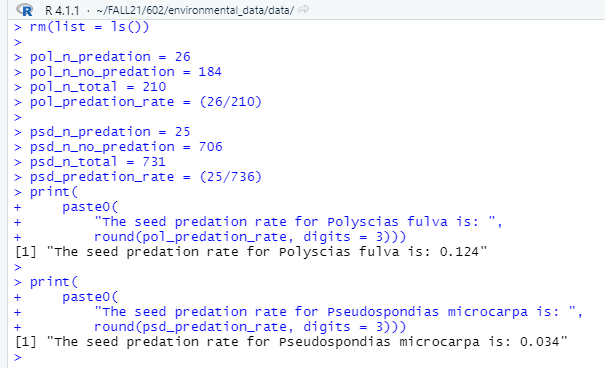 R 4.1.1 · ~/FALL21/602/environmental_data/data/
> rm(list = ls())
>
> pol_n_predation = 26
> pol_n_no_predation = 184
> pol_n_total = 210
> pol_predation_rate = (26/210)
>
> psd_n_predation = 25
> psd_n_no_predation = 706
> psd_n_total = 731
> psd_predation_rate = (25/736)
> print(
+     paste0(
+         "The seed predation rate for Polyscias fulva is: ",
+         round(pol_predation_rate, digits = 3)))
[1] "The seed predation rate for Polyscias fulva is: 0.124"
>
> print(
+     paste0(
+         "The seed predation rate for Pseudospondias microcarpa is: ",
+         round(psd_predation_rate, digits = 3)))
[1] "The seed predation rate for Pseudospondias microcarpa is: 0.034"
>